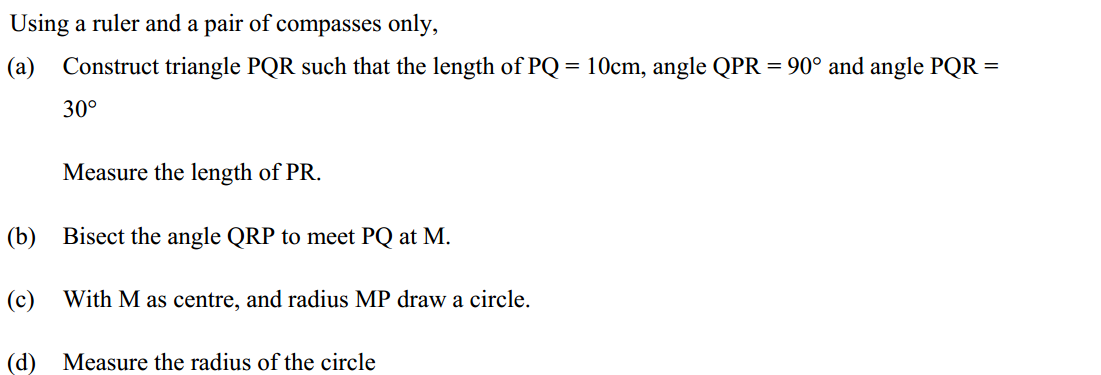 Using a ruler and a pair of compasses only,
(a) Construct triangle PQR such that the length of PQ = 10cm, angle QPR = 90° and angle PQR =
30°
Measure the length of PR.
(b) Bisect the angle QRP to meet PQ at M.
(c) With M as centre, and radius MP draw a circle.
(d) Measure the radius of the circle